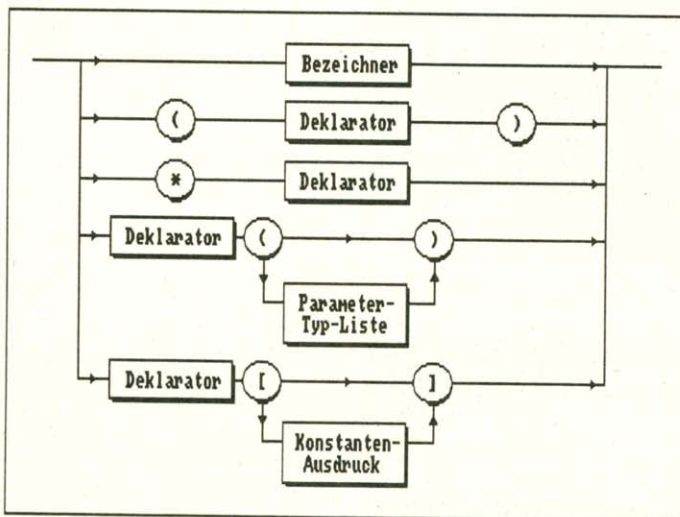 Bezeichner
( Deklarator )
* Deklarator
Deklarator ( )
Parameter-
Typ-Liste
Deklarator [ ]
Konstanten-
Ausdruck